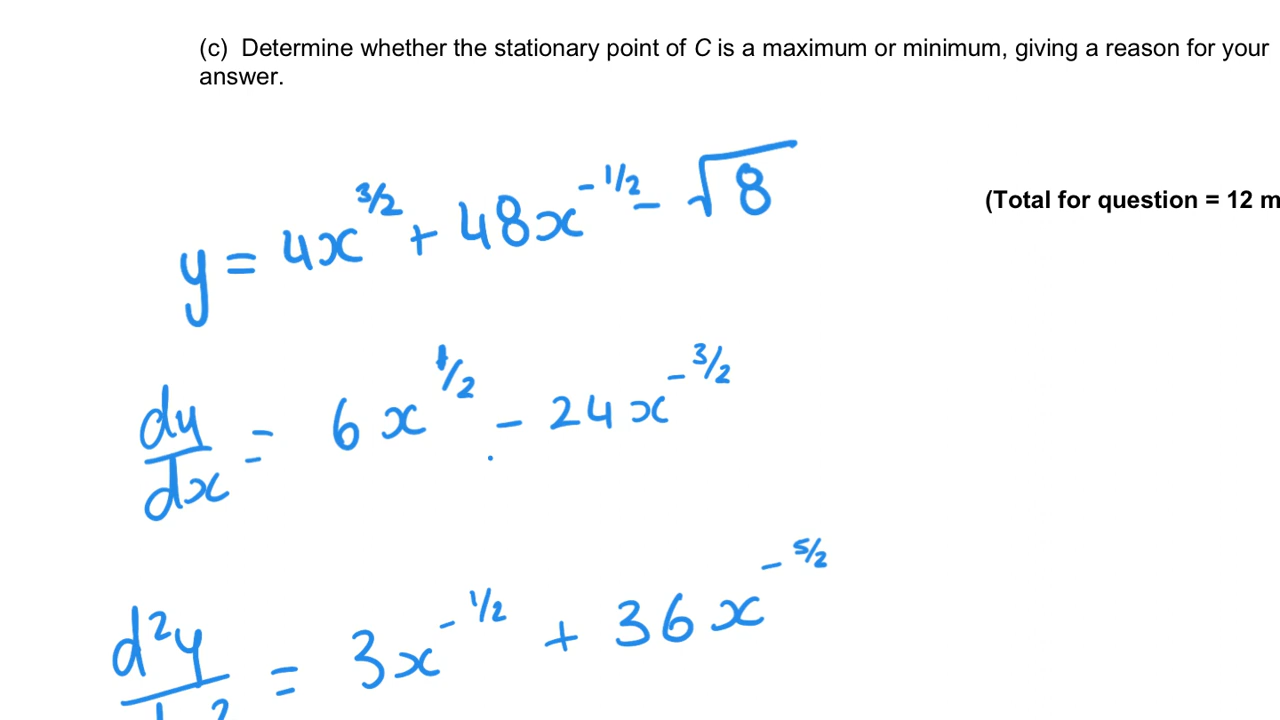 (c) Determine whether the stationary point of C is a maximum or minimum, giving a reason for your
answer.
y = 4x^3/2 + 48x^-1/2 - √8
(Total for question = 12 m
dy/dx = 6x^1/2 - 24x^-3/2
d²y = 3x^-1/2 + 36x^-5/2